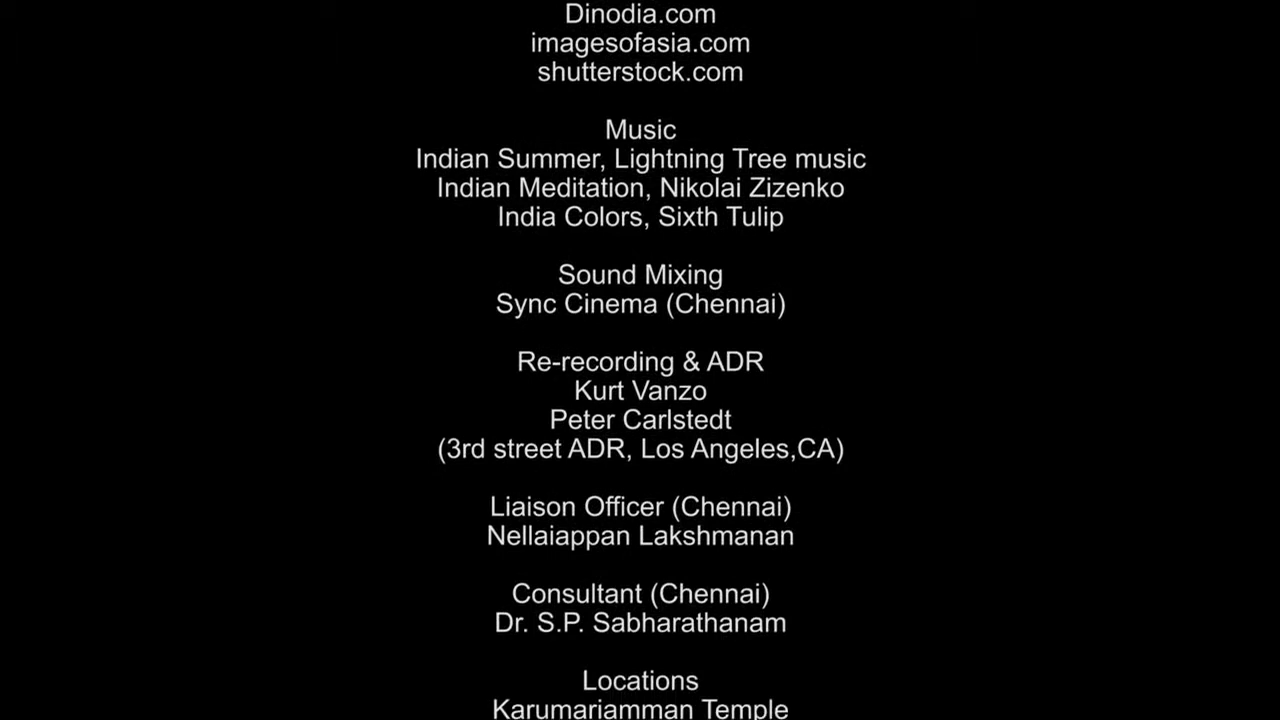 Dinodia.com
imagesofasia.com
shutterstock.com
Music
Indian Summer, Lightning Tree music
Indian Meditation, Nikolai Zizenko
India Colors, Sixth Tulip
Sound Mixing
Sync Cinema (Chennai)
Re-recording & ADR
Kurt Vanzo
Peter Carlstedt
(3rd street ADR, Los Angeles,CA)
Liaison Officer (Chennai)
Nellaiappan Lakshmanan
Consultant (Chennai)
Dr. S.P. Sabharathanam
Locations
Karumariamman Temple